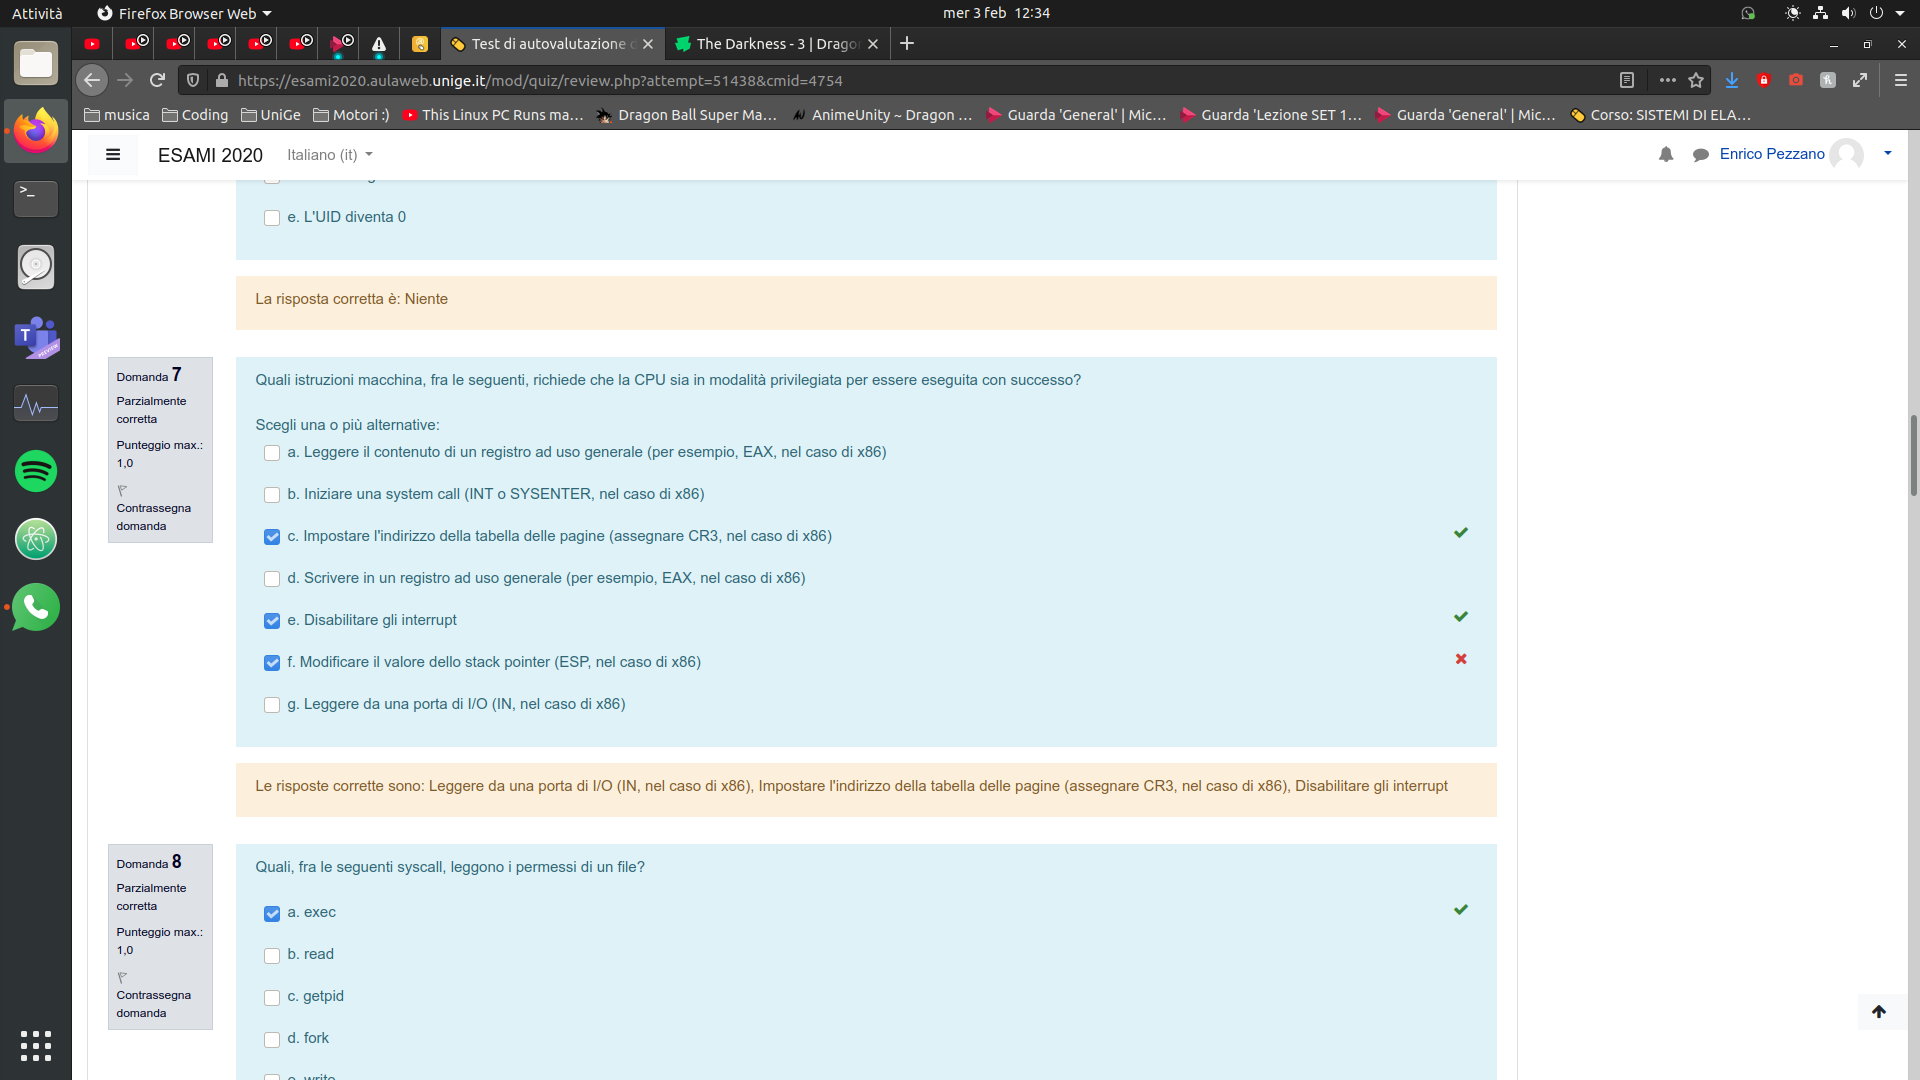 Attività
Firefox Browser Web
mer 3 feb 12:34
Test di autovalutazione
The Darkness - 3 | Drago
https://esami2020.aulaweb.unige.it/mod/quiz/review.php?attempt=51438&cmid=4754
musica
Coding
UniGe
Motori :)
This Linux PC Runs ma…
Dragon Ball Super Ma…
AnimeUnity ~ Dragon …
Guarda 'General' | Mic…
Guarda 'Lezione SET 1…
Guarda 'General' | Mic…
Corso: SISTEMI DI ELA…
ESAMI 2020
Italiano (it)
Enrico Pezzano
e. L'UID diventa 0
La risposta corretta è: Niente
Domanda 7
Parzialmente
corretta
Punteggio max.:
1,0
Contrassegna
domanda
Quali istruzioni macchina, fra le seguenti, richiede che la CPU sia in modalità privilegiata per essere eseguita con successo?
Scegli una o più alternative:
a. Leggere il contenuto di un registro ad uso generale (per esempio, EAX, nel caso di x86)
b. Iniziare una system call (INT o SYSENTER, nel caso di x86)
c. Impostare l'indirizzo della tabella delle pagine (assegnare CR3, nel caso di x86)
d. Scrivere in un registro ad uso generale (per esempio, EAX, nel caso di x86)
e. Disabilitare gli interrupt
f. Modificare il valore dello stack pointer (ESP, nel caso di x86)
g. Leggere da una porta di I/O (IN, nel caso di x86)
Le risposte corrette sono: Leggere da una porta di I/O (IN, nel caso di x86), Impostare l'indirizzo della tabella delle pagine (assegnare CR3, nel caso di x86), Disabilitare gli interrupt
Domanda 8
Parzialmente
corretta
Punteggio max.:
1,0
Contrassegna
domanda
Quali, fra le seguenti syscall, leggono i permessi di un file?
a. exec
b. read
c. getpid
d. fork
e. write